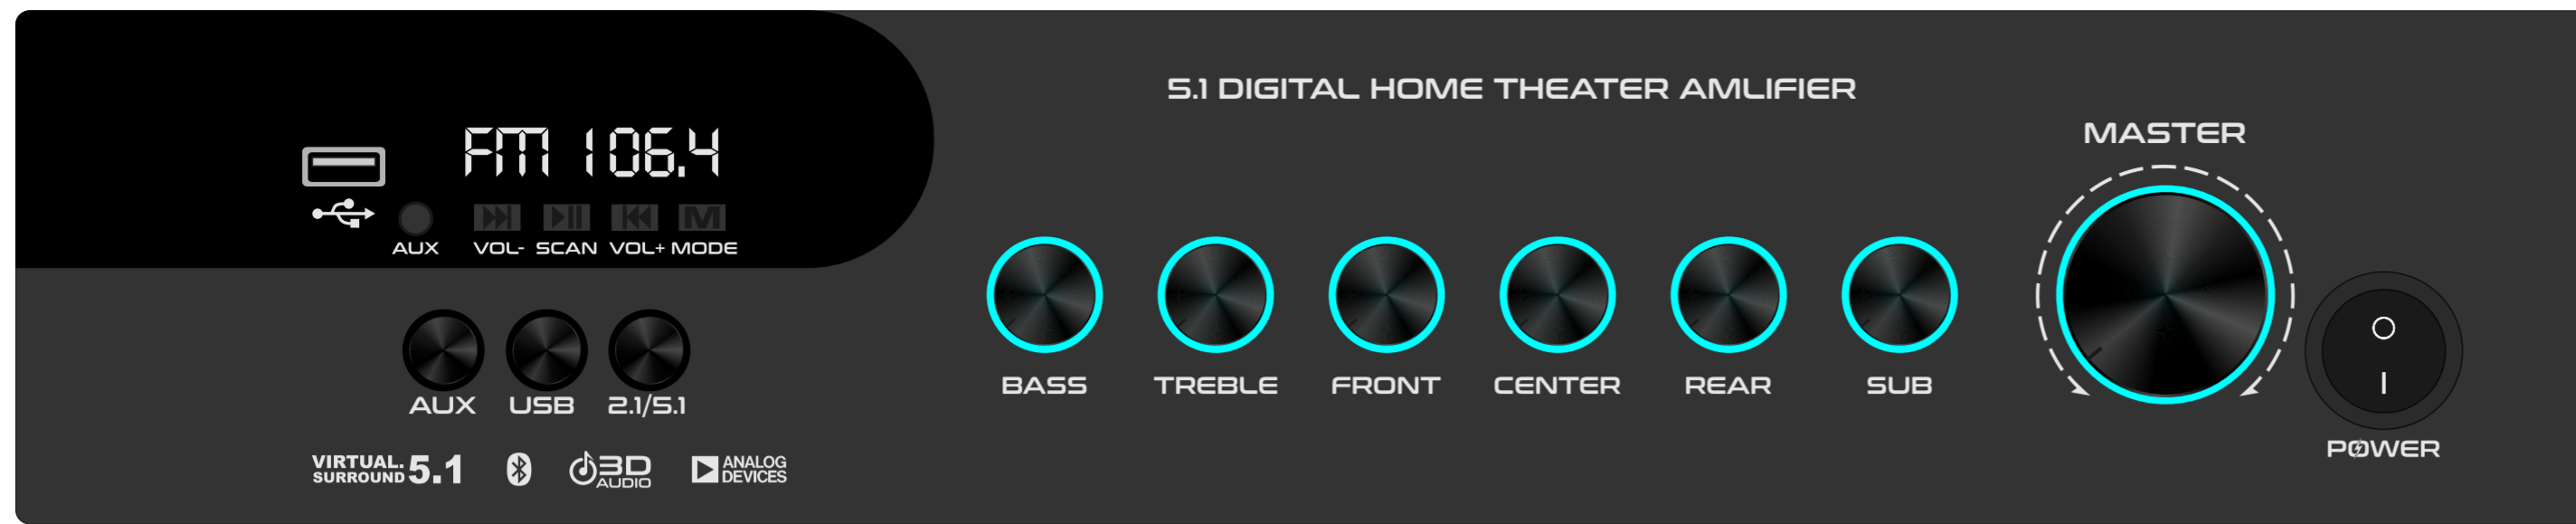 5.1 DIGITAL HOME THEATER AMLIFIER
FM 106.4
AUX VOL- SCAN VOL+ MODE
M
MASTER
BASS TREBLE FRONT CENTER REAR SUB
AUX USB 2.1/5.1
POWER
VIRTUAL.
SURROUND 5.1
3D
AUDIO
ANALOG
DEVICES